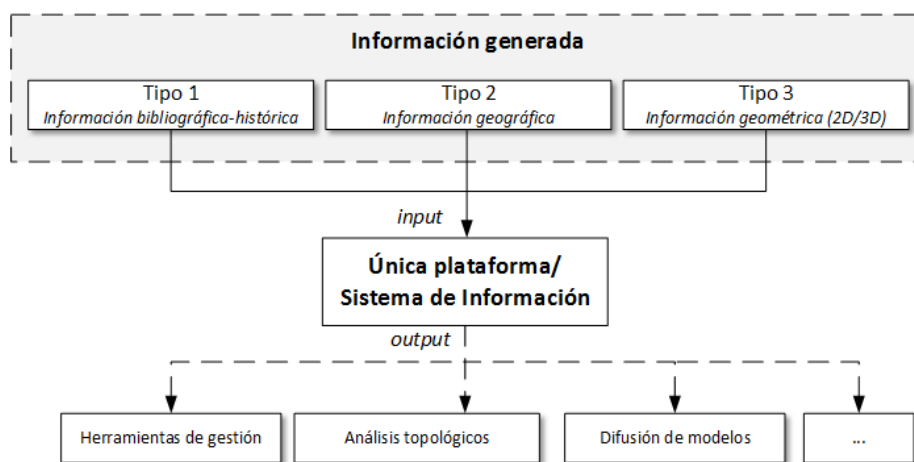 Información generada
Tipo 1
Información bibliográfica-histórica
Tipo 2
Información geográfica
Tipo 3
Información geométrica (2D/3D)
input
Única plataforma/
Sistema de Información
output
Herramientas de gestión
Análisis topológicos
Difusión de modelos
...